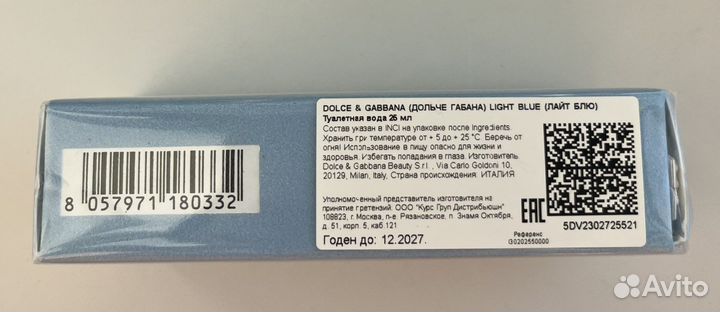 DOLCE & GABBANA (ДОЛЬЧЕ ГАБАНА) LIGHT BLUE (ЛАЙТ БЛЮ)
Туалетная вода 25 мл
Состав указан в INCI на упаковке после Ingredients.
Хранить при температуре от + 5 до + 25 °C. Беречь от
огня! Использование в пищу опасно для жизни и
здоровья. Избегать попадания в глаза. Изготовитель:
Dolce & Gabbana Beauty S.r.l. , Via Carlo Goldoni 10,
20129, Milan, Italy, Страна происхождения: ИТАЛИЯ
Уполномоченный представитель изготовителя на
принятие претензий: ООО "Курс Груп Дистрибьюшн"
108823, г. Москва, п-е. Рязановское, п. Знамя Октября,
д. 51, корп. 5, каб.121
Годен до: 12.2027.
EAC
Референс
I30202550000
5DV2302725521
8 057971 180332
Avito